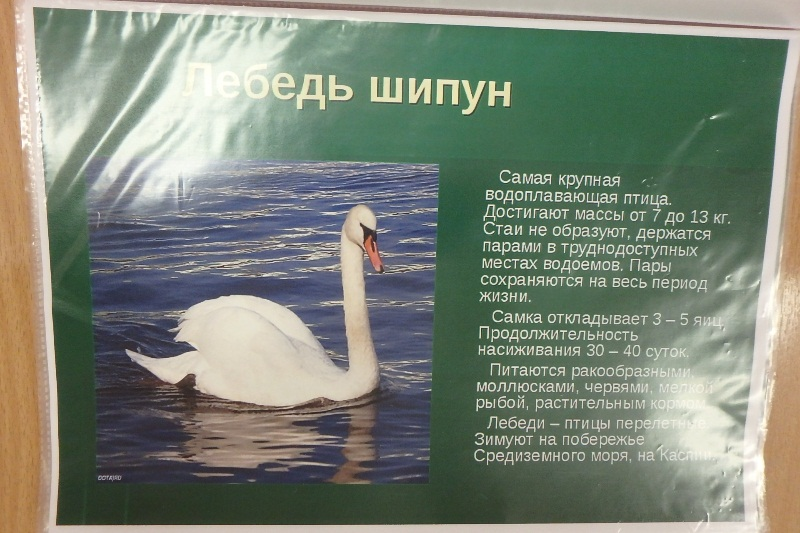 Лебедь шипун
Самая крупная
водоплавающая птица.
Достигают массы от 7 до 13 кг.
Стаи не образуют, держатся
парами в труднодоступных
местах водоемов. Пары
сохраняются на весь период
жизни.
Самка откладывает 3 – 5 яиц.
Продолжительность
насиживания 30 – 40 суток.
Питаются ракообразными,
моллюсками, червями, мелкой
рыбой, растительным кормом.
Лебеди – птицы перелетные.
Зимуют на побережье
Средиземного моря, на Каспии.